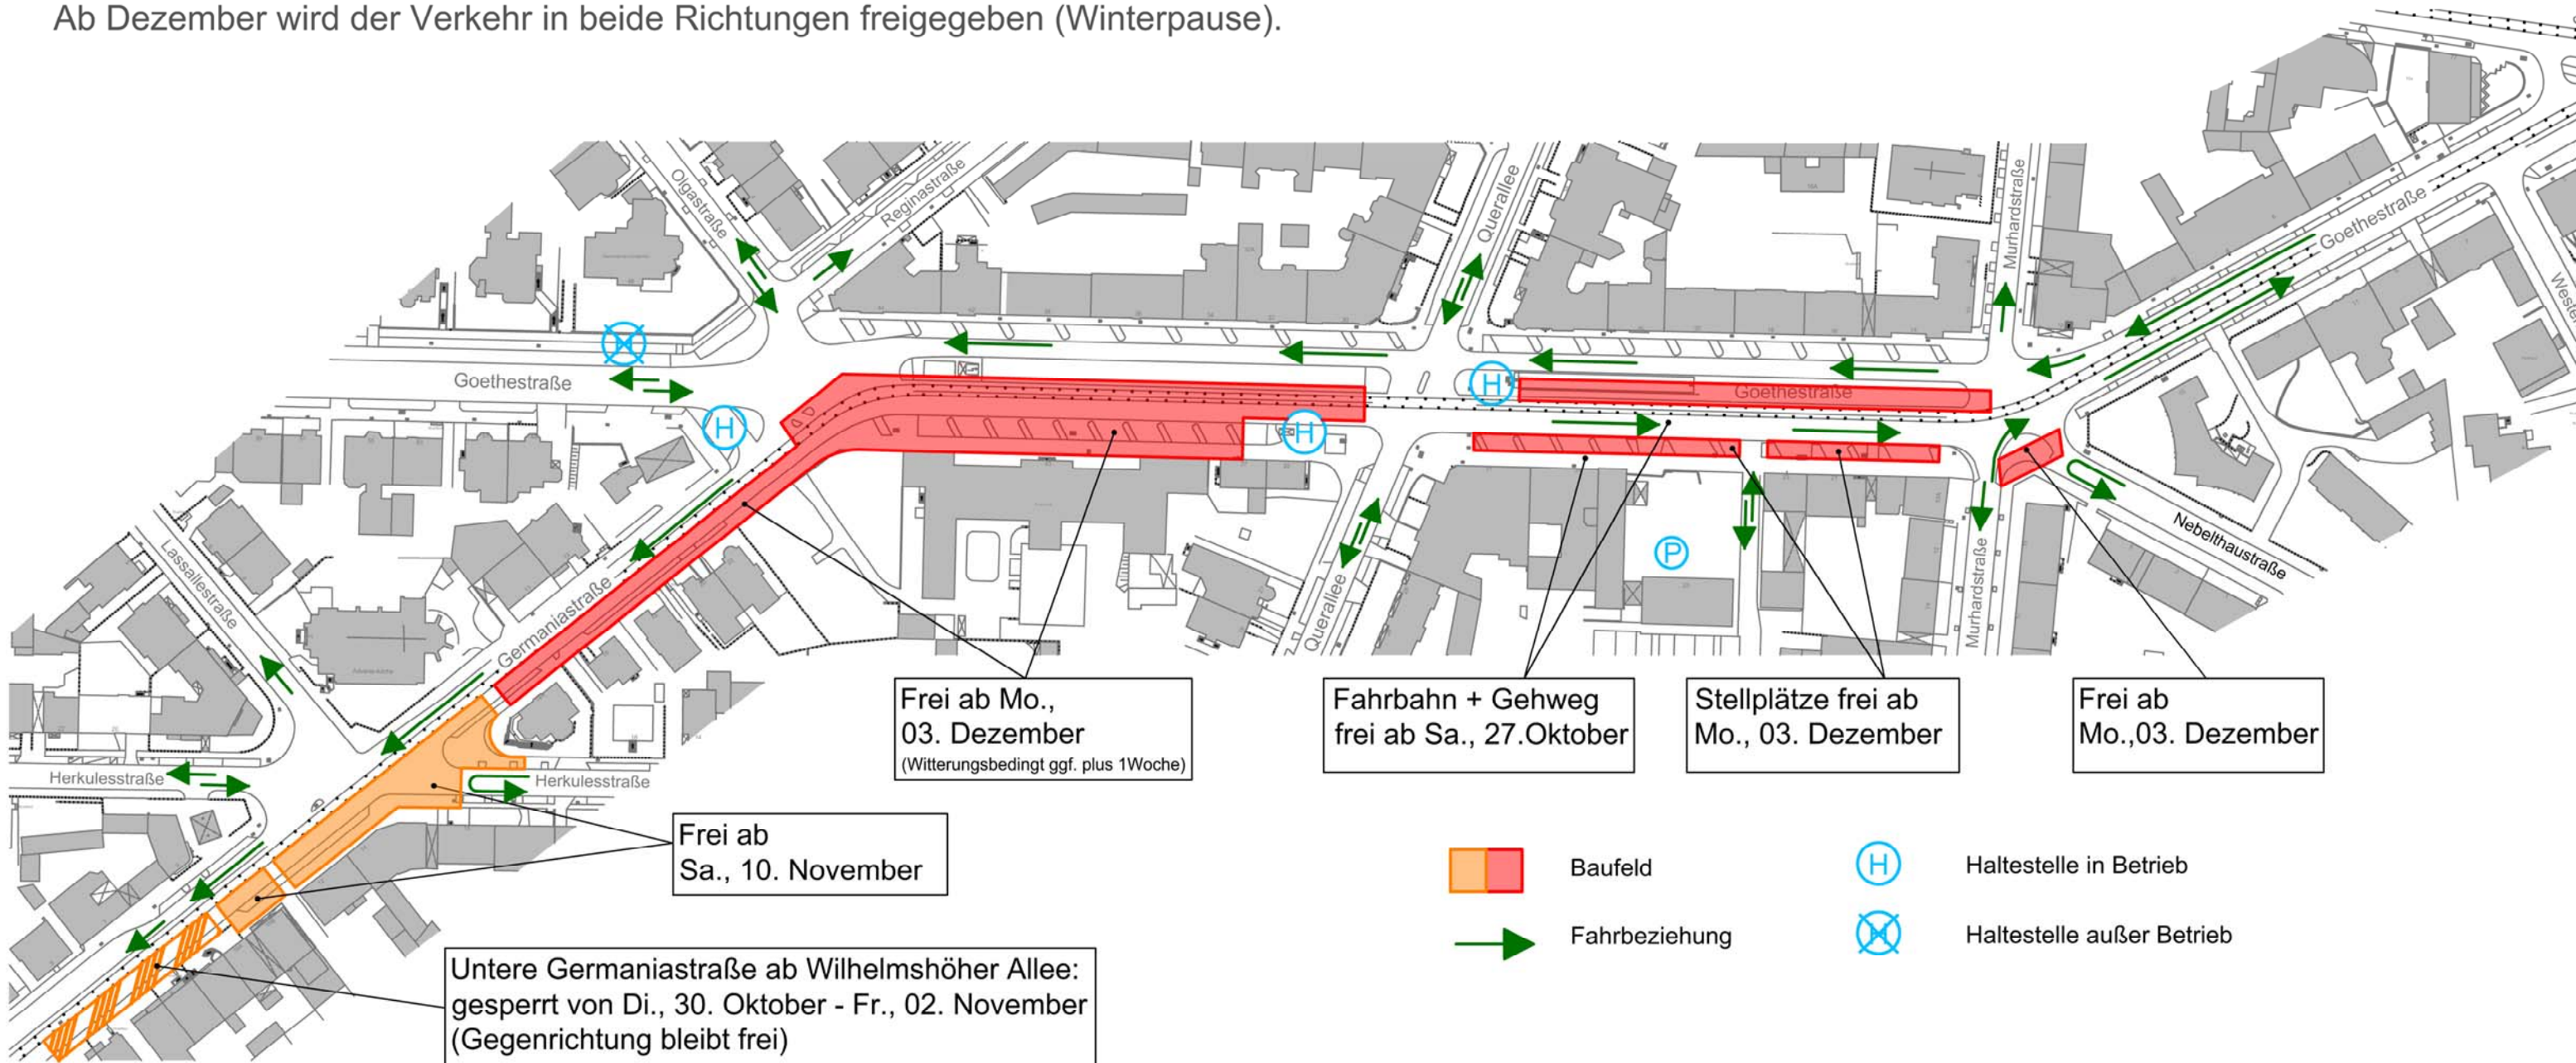 Ab Dezember wird der Verkehr in beide Richtungen freigegeben (Winterpause).
Olgastraße
Reginastraße
Querallee
Murhardstraße
Goethestraße
Goethestraße
Goethestraße
H
H
H
H
P
Lassallestraße
Germaniastraße
Querallee
Murhardstraße
Nebelthaustraße
Herkulesstraße
Herkulesstraße
Frei ab Mo.,
03. Dezember
(Witterungsbedingt ggf. plus 1Woche)
Fahrbahn + Gehweg
frei ab Sa., 27.Oktober
Stellplätze frei ab
Mo., 03. Dezember
Frei ab
Mo.,03. Dezember
Frei ab
Sa., 10. November
Untere Germaniastraße ab Wilhelmshöher Allee:
gesperrt von Di., 30. Oktober - Fr., 02. November
(Gegenrichtung bleibt frei)
Baufeld
H
Haltestelle in Betrieb
Fahrbeziehung
H
Haltestelle außer Betrieb